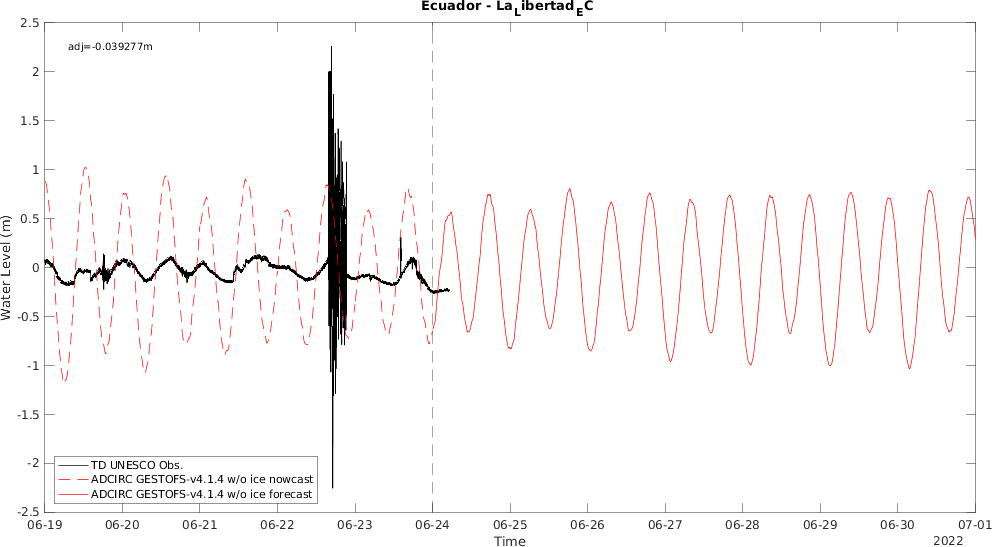 Ecuador - LaLibertadEC
adj=-0.039277m
Water Level (m)
2.5
2
1.5
1
0.5
0
-0.5
-1
-1.5
-2
-2.5
TD UNESCO Obs.
ADCIRC GESTOFS-v4.1.4 w/o ice nowcast
ADCIRC GESTOFS-v4.1.4 w/o ice forecast
06-19 06-20 06-21 06-22 06-23 06-24 06-25 06-26 06-27 06-28 06-29 06-30 07-01
Time
2022